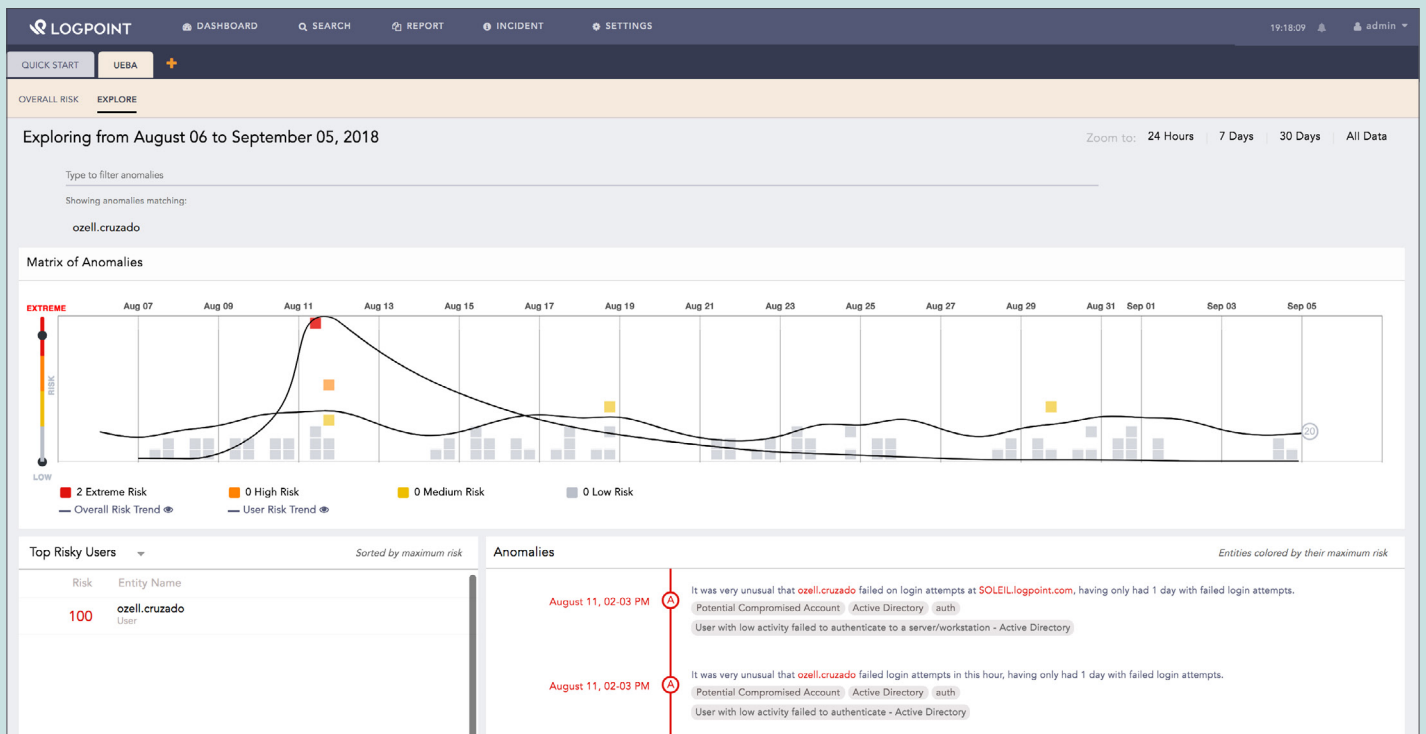 LOGPOINT DASHBOARD SEARCH REPORT INCIDENT SETTINGS 19:18:09 admin
QUICK START UEBA +
OVERALL RISK EXPLORE
Exploring from August 06 to September 05, 2018 Zoom to: 24 Hours 7 Days 30 Days All Data
Type to filter anomalies
Showing anomalies matching:
ozell.cruzado
Matrix of Anomalies
EXTREME Aug 07 Aug 09 Aug 11 Aug 13 Aug 15 Aug 17 Aug 19 Aug 21 Aug 23 Aug 25 Aug 27 Aug 29 Aug 31 Sep 01 Sep 03 Sep 05
RISK
20
LOW
2 Extreme Risk 0 High Risk 0 Medium Risk 0 Low Risk
Overall Risk Trend User Risk Trend
Top Risky Users Sorted by maximum risk
Risk Entity Name
100 ozell.cruzado
User
Anomalies Entities colored by their maximum risk
August 11, 02-03 PM A It was very unusual that ozell.cruzado failed on login attempts at SOLEIL.logpoint.com, having only had 1 day with failed login attempts.
Potential Compromised Account Active Directory auth
User with low activity failed to authenticate to a server/workstation - Active Directory
August 11, 02-03 PM A It was very unusual that ozell.cruzado failed login attempts in this hour, having only had 1 day with failed login attempts.
Potential Compromised Account Active Directory auth
User with low activity failed to authenticate - Active Directory